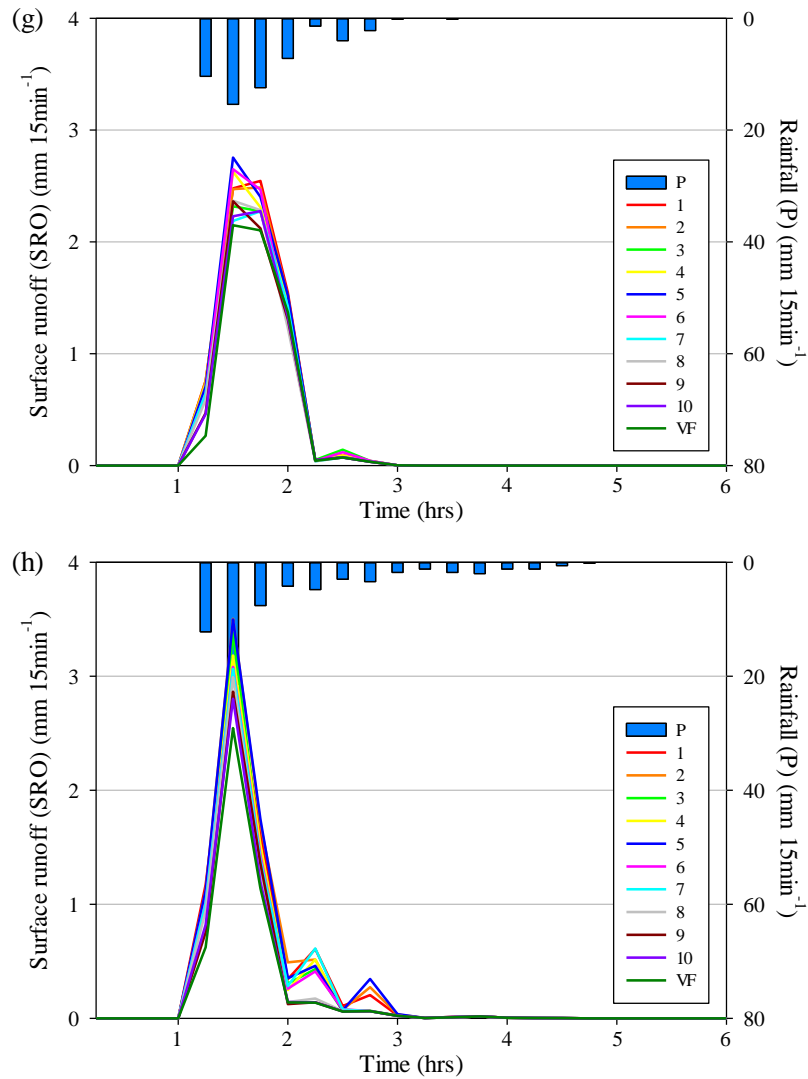 (g)
Surface runoff (SRO) (mm 15min⁻¹)
4
3
2
1
0
0
20
40
60
80
Rainfall (P) (mm 15min⁻¹)
P
1
2
3
4
5
6
7
8
9
10
VF
1 2 3 4 5 6
Time (hrs)
(h)
Surface runoff (SRO) (mm 15min⁻¹)
4
3
2
1
0
0
20
40
60
80
Rainfall (P) (mm 15min⁻¹)
P
1
2
3
4
5
6
7
8
9
10
VF
1 2 3 4 5 6
Time (hrs)